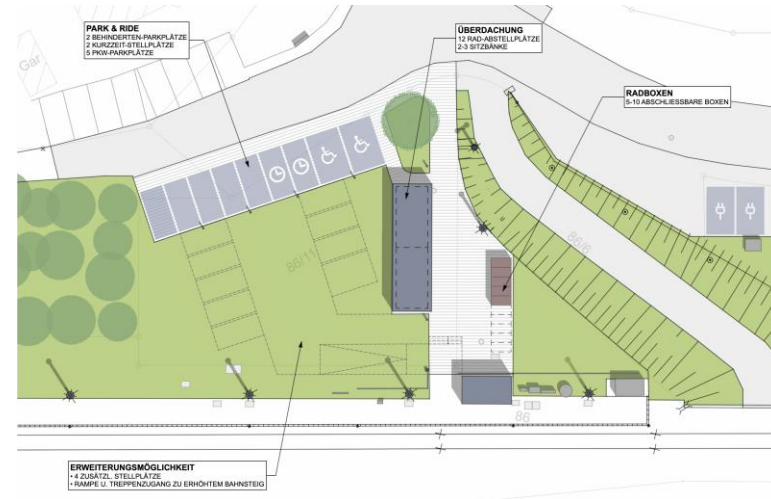 PARK & RIDE
2 BEHINDERTEN-PARKPLÄTZE
2 KURZZEIT-STELLPLÄTZE
5 PKW-PARKPLÄTZE
ÜBERDACHUNG
12 RAD-ABSTELLPLÄTZE
2-3 SITZBÄNKE
RADBOXEN
5-10 ABSCHLIESSBARE BOXEN
Gar
86/11
86/6
86
ERWEITERUNGSMÖGLICHKEIT
• 4 ZUSÄTZL. STELLPLÄTZE
• RAMPE U. TREPPENZUGANG ZU ERHÖHTEM BAHNSTEIG